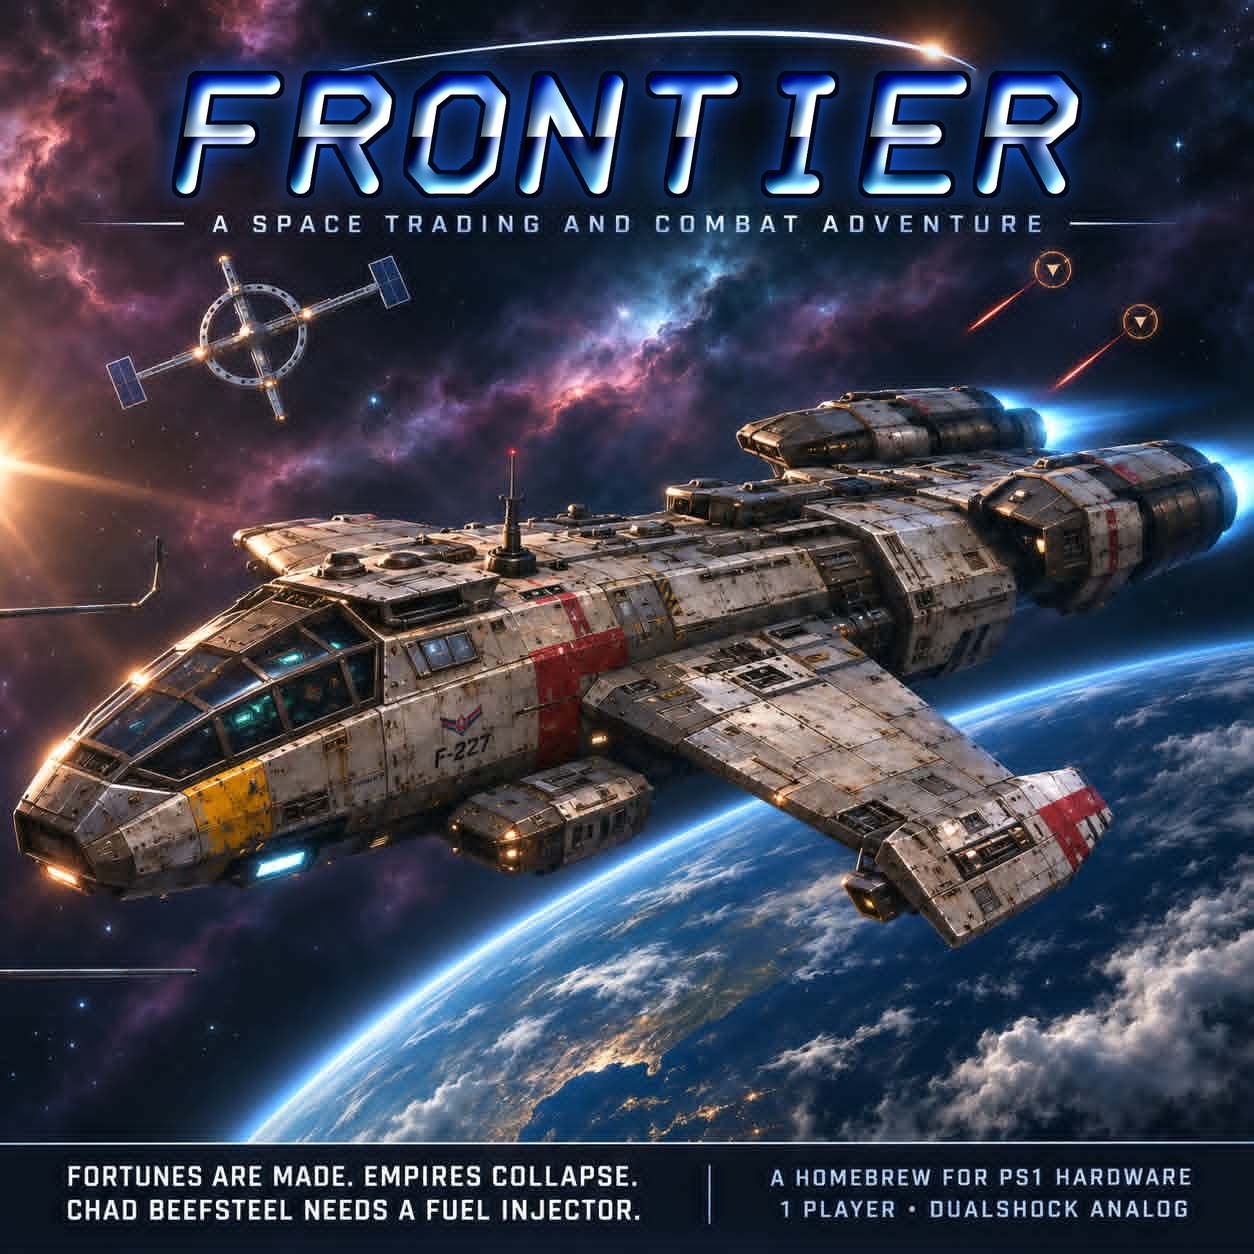 FRONTIER
A SPACE TRADING AND COMBAT ADVENTURE
F-227
FORTUNES ARE MADE. EMPIRES COLLAPSE.
CHAD BEEFSTEEL NEEDS A FUEL INJECTOR.
A HOMEBREW FOR PS1 HARDWARE
1 PLAYER • DUALSHOCK ANALOG